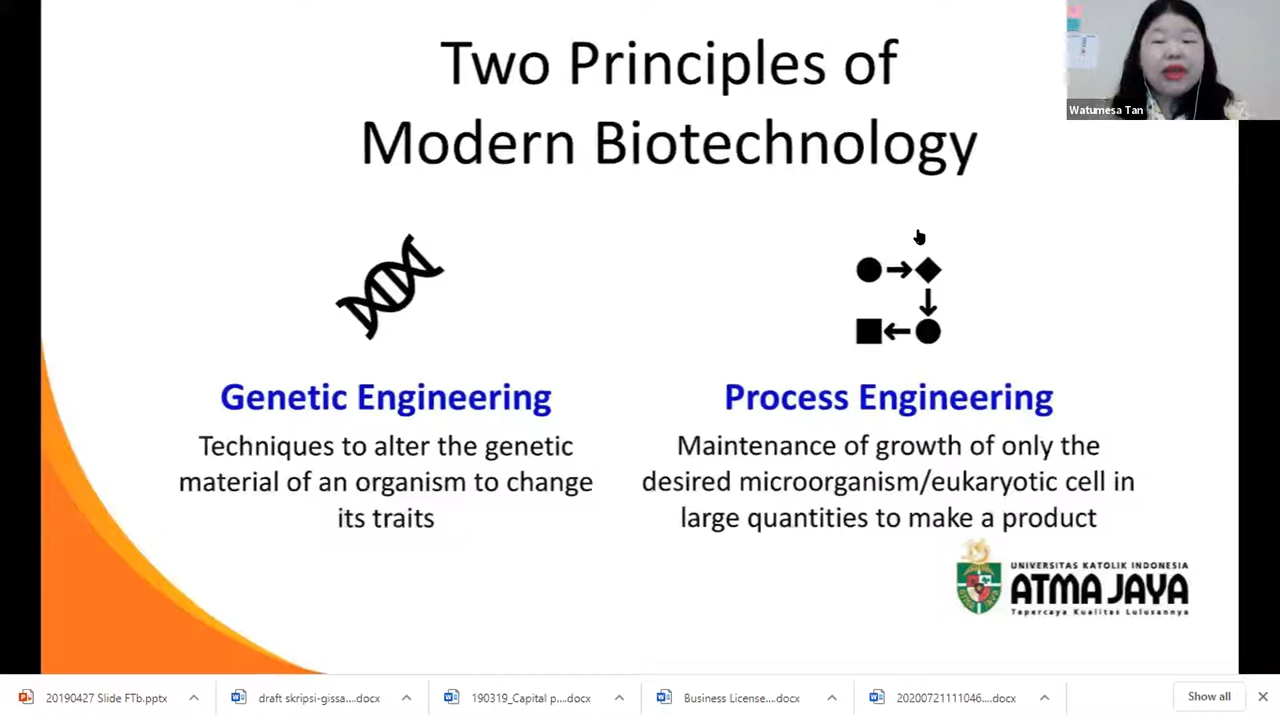 Two Principles of
Modern Biotechnology
Watumesa Tan
Genetic Engineering
Techniques to alter the genetic
material of an organism to change
its traits
Process Engineering
Maintenance of growth of only the
desired microorganism/eukaryotic cell in
large quantities to make a product
UNIVERSITAS KATOLIK INDONESIA
ATMA JAYA
Tepercaya Kualitas Lulusannya
20190427 Slide FTb.pptx
draft skripsi-gissa....docx
190319_Capital p....docx
Business License....docx
20200721111046....docx
Show all